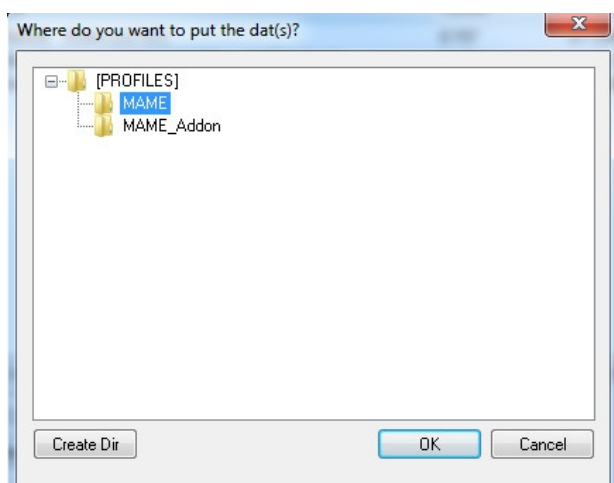 Where do you want to put the dat(s)?
[PROFILES]
MAME
MAME_Addon
Create Dir
OK
Cancel